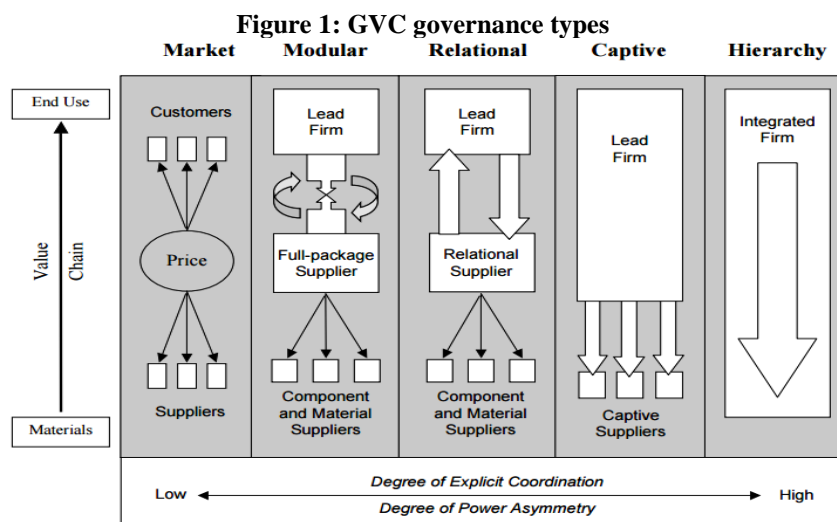 Figure 1: GVC governance types
Market Modular Relational Captive Hierarchy
End Use
Value
Chain
Materials
Customers
Price
Suppliers
Lead
Firm
Full-package
Supplier
Component
and Material
Suppliers
Lead
Firm
Relational
Supplier
Component
and Material
Suppliers
Lead
Firm
Captive
Suppliers
Integrated
Firm
Degree of Explicit Coordination
Low High
Degree of Power Asymmetry